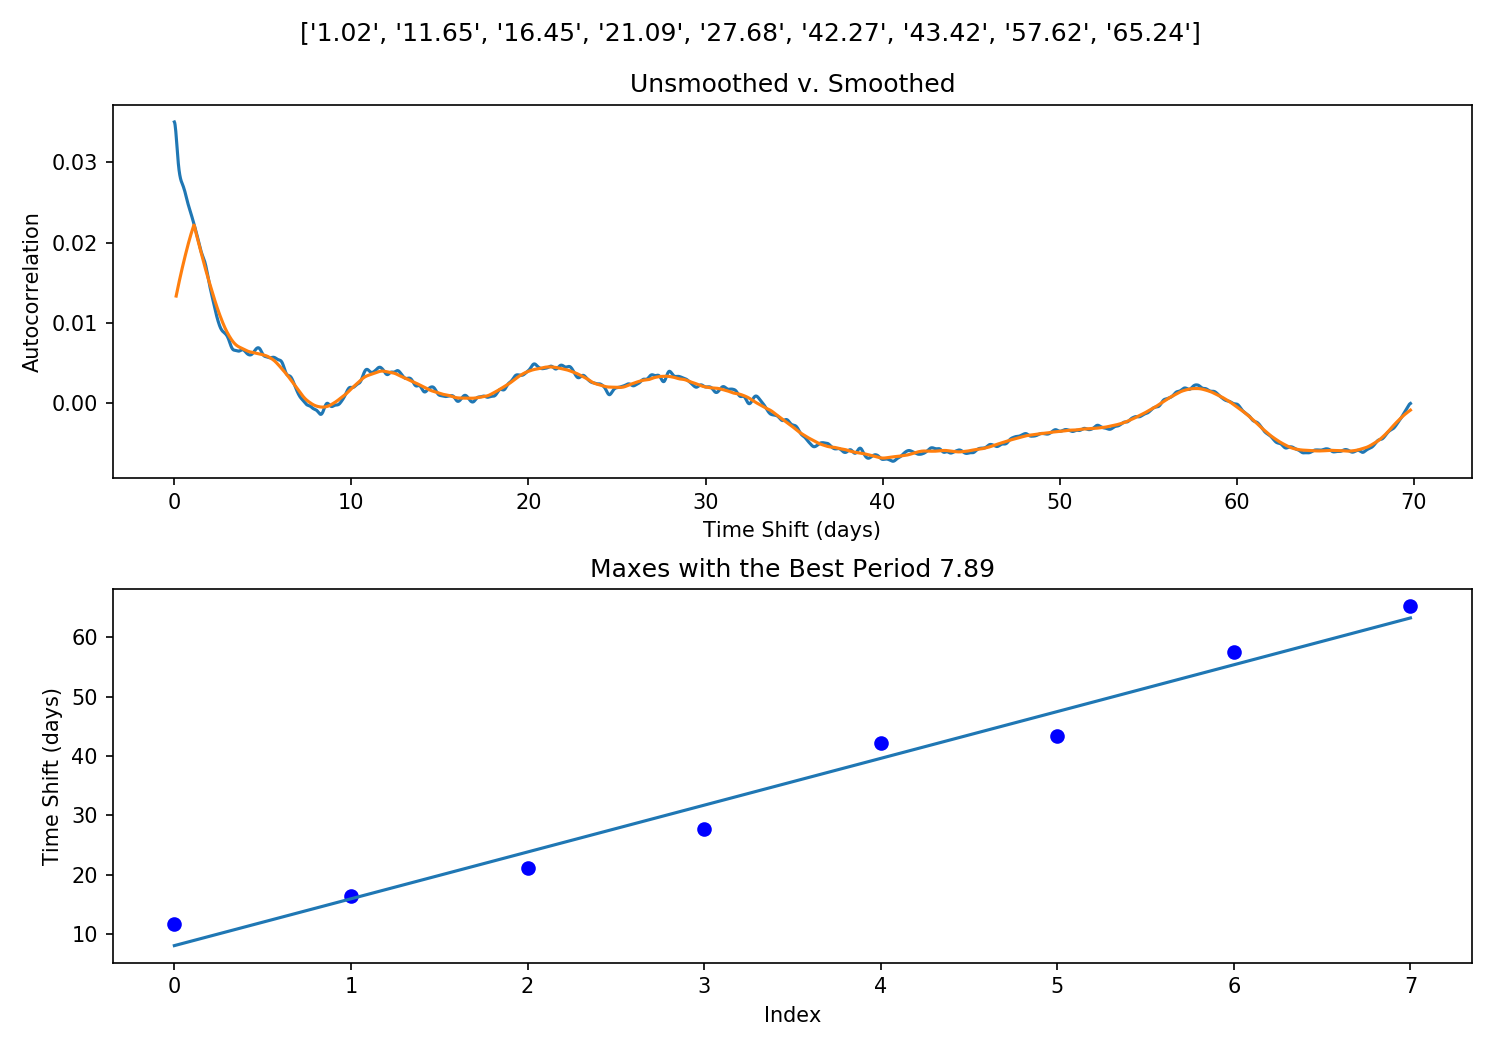 ['1.02', '11.65', '16.45', '21.09', '27.68', '42.27', '43.42', '57.62', '65.24']
Unsmoothed v. Smoothed
Autocorrelation
0.03
0.02
0.01
0.00
0 10 20 30 40 50 60 70
Time Shift (days)
Maxes with the Best Period 7.89
Time Shift (days)
60
50
40
30
20
10
0 1 2 3 4 5 6 7
Index